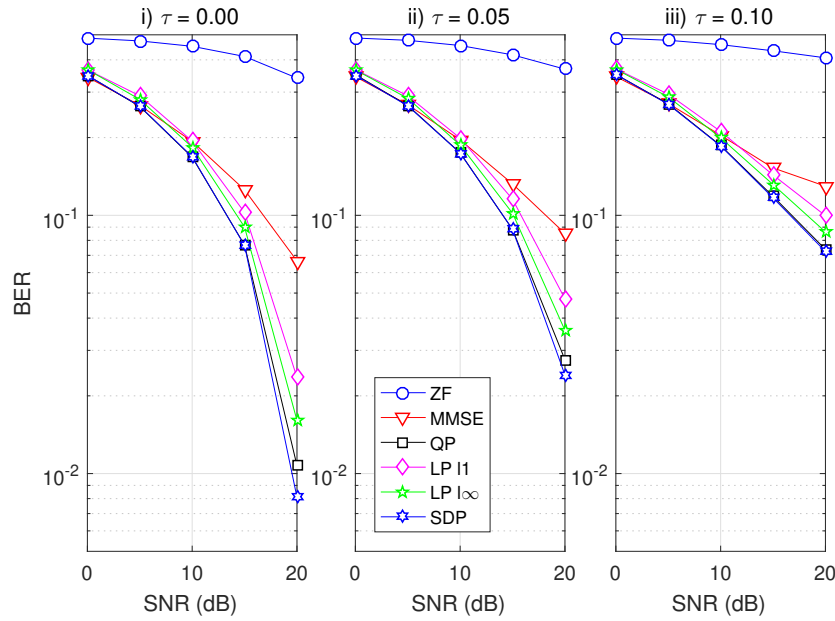 i) τ = 0.00
ii) τ = 0.05
iii) τ = 0.10
BER
10^-1
10^-2
0
10
20
SNR (dB)
10^-1
10^-2
0
10
20
SNR (dB)
ZF
MMSE
QP
LP l1
LP l∞
SDP
10^-1
10^-2
0
10
20
SNR (dB)